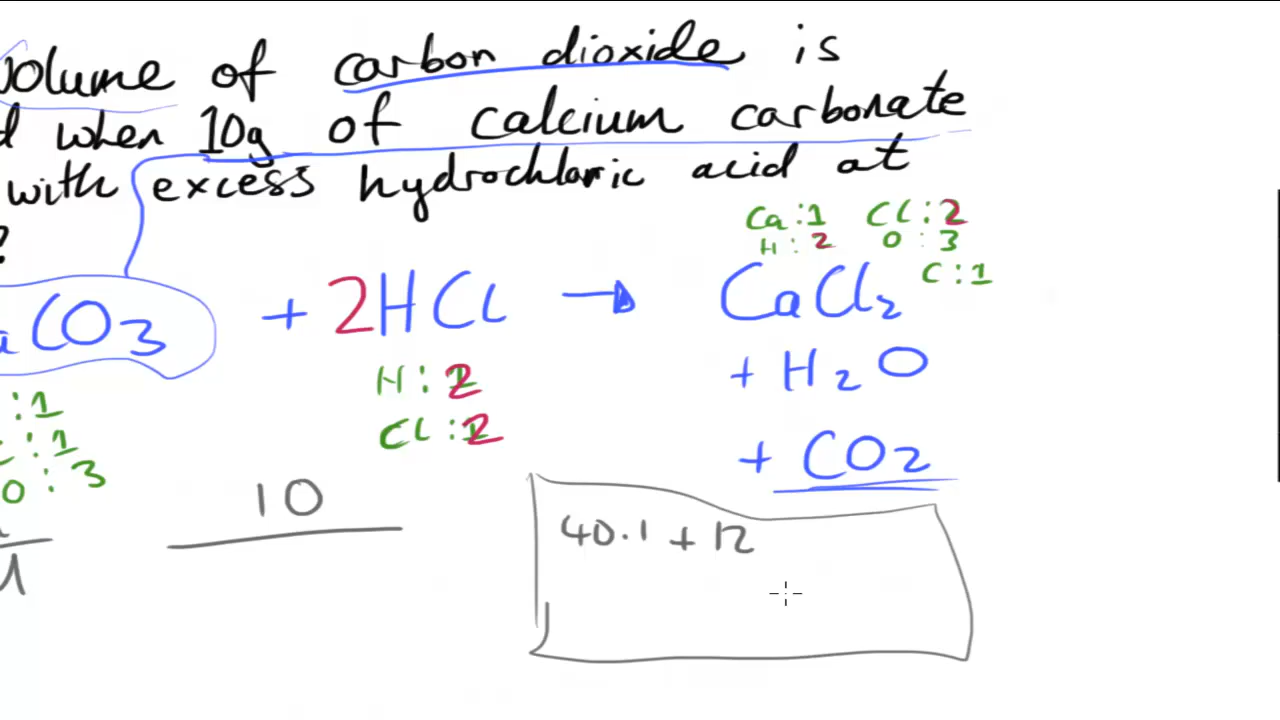 volume of carbon dioxide is
d when 10g of calcium carbonate
with excess hydrochloric acid at
?
Ca:1 Cl:2
H:2 O:3
C:1
aCO3 + 2HCl → CaCl2
+ H2O
+ CO2
H:2
Cl:2
:1
:1
O:3
10
40.1 + 12